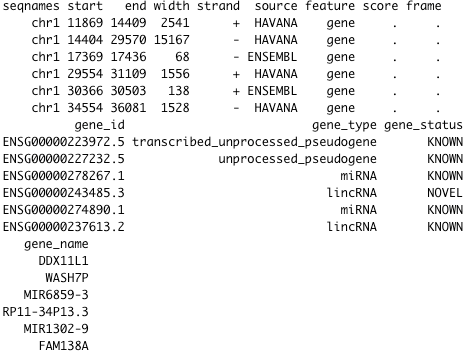 seqnames start end width strand source feature score frame
chr1 11869 14409 2541 + HAVANA gene . .
chr1 14404 29570 15167 - HAVANA gene . .
chr1 17369 17436 68 - ENSEMBL gene . .
chr1 29554 31109 1556 + HAVANA gene . .
chr1 30366 30503 138 + ENSEMBL gene . .
chr1 34554 36081 1528 - HAVANA gene . .
gene_id gene_type gene_status
ENSG00000223972.5 transcribed_unprocessed_pseudogene KNOWN
ENSG00000227232.5 unprocessed_pseudogene KNOWN
ENSG00000278267.1 miRNA KNOWN
ENSG00000243485.3 lincRNA NOVEL
ENSG00000274890.1 miRNA KNOWN
ENSG00000237613.2 lincRNA KNOWN
gene_name
DDX11L1
WASH7P
MIR6859-3
RP11-34P13.3
MIR1302-9
FAM138A